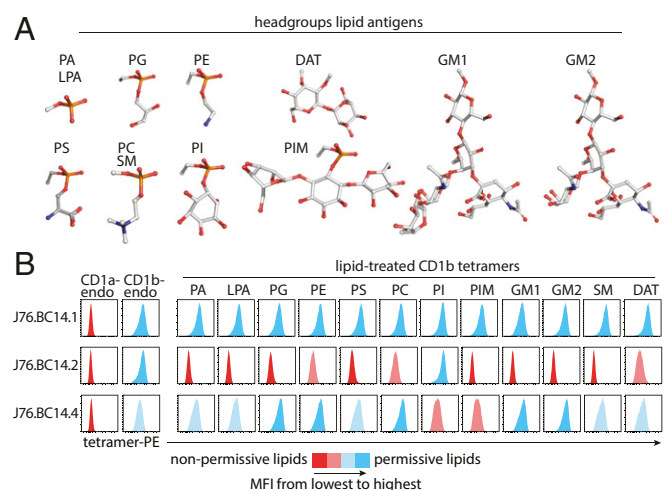 A
headgroups lipid antigens
PA PG PE DAT GM1 GM2
LPA
PS PC PI PIM
SM
B
lipid-treated CD1b tetramers
CD1a- CD1b-
endo endo PA LPA PG PE PS PC PI PIM GM1 GM2 SM DAT
J76.BC14.1
J76.BC14.2
J76.BC14.4
tetramer-PE
non-permissive lipids permissive lipids
MFI from lowest to highest